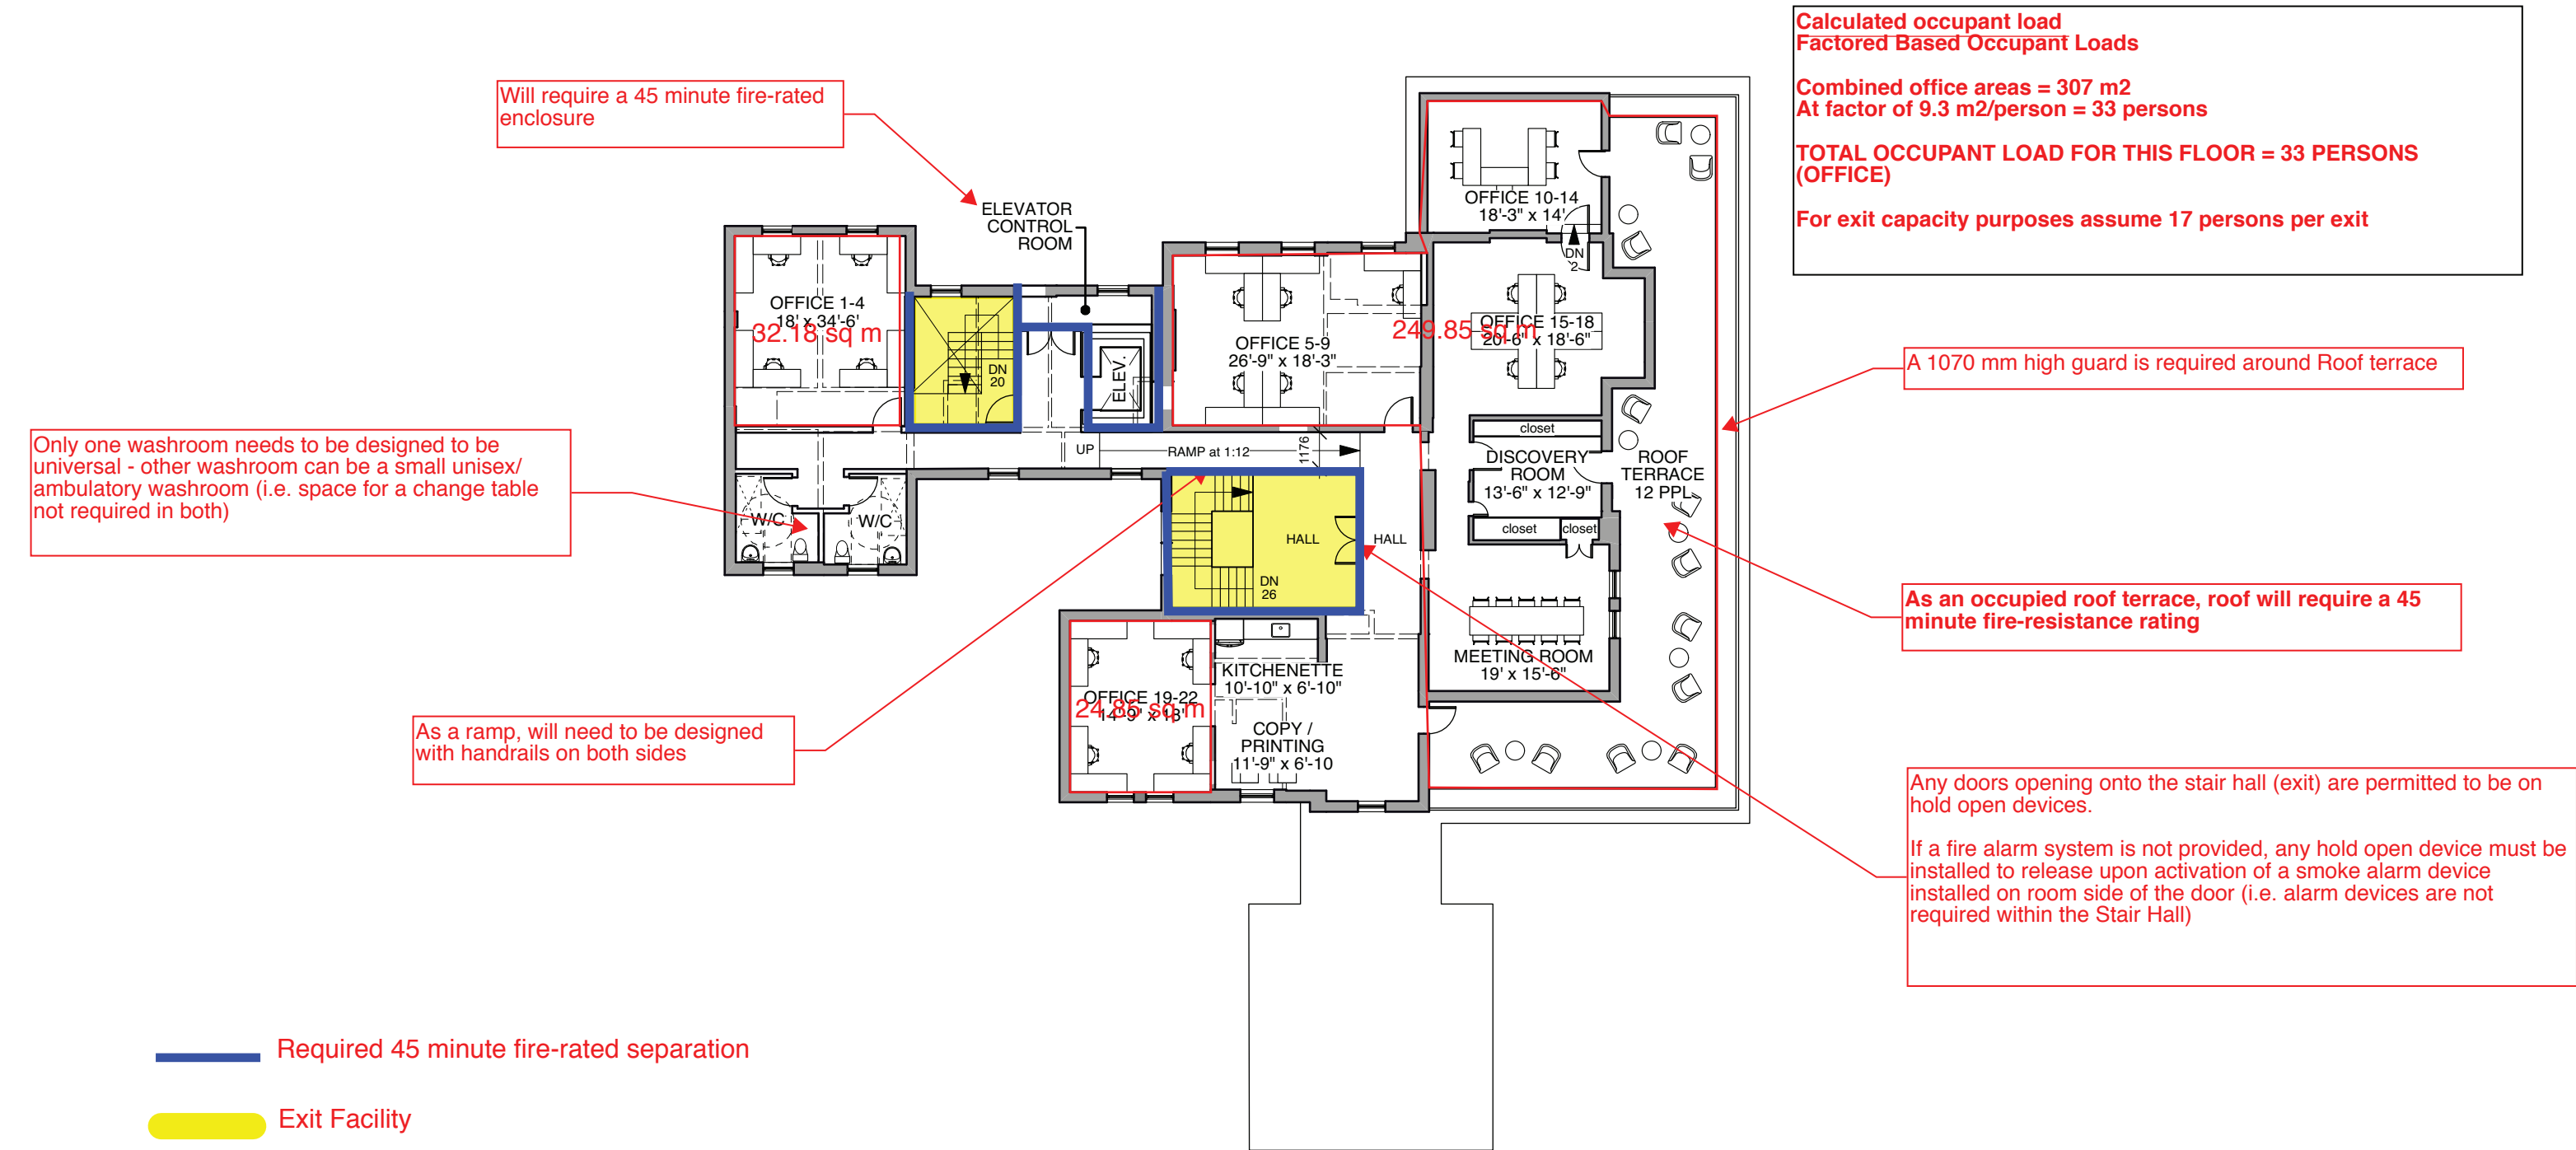 Calculated occupant load
Factored Based Occupant Loads
Combined office areas = 307 m2
At factor of 9.3 m2/person = 33 persons
TOTAL OCCUPANT LOAD FOR THIS FLOOR = 33 PERSONS
(OFFICE)
For exit capacity purposes assume 17 persons per exit
Will require a 45 minute fire-rated
enclosure
ELEVATOR
CONTROL
ROOM
OFFICE 10-14
18'-3" x 14'
DN
2
OFFICE 1-4
18' x 34'-6'
32.18 sq m
DN
20
ELEV.
OFFICE 5-9
26'-9" x 18'-3"
249.85 sq m
OFFICE 15-18
20'-6" x 18'-6"
A 1070 mm high guard is required around Roof terrace
Only one washroom needs to be designed to be
universal - other washroom can be a small unisex/
ambulatory washroom (i.e. space for a change table
not required in both)
UP
RAMP at 1:12
1176
closet
DISCOVERY
ROOM
13'-6" x 12'-9"
ROOF
TERRACE
12 PPL
W/C
W/C
closet
closet
HALL
HALL
DN
26
As an occupied roof terrace, roof will require a 45
minute fire-resistance rating
MEETING ROOM
19' x 15'-6"
KITCHENETTE
10'-10" x 6'-10"
OFFICE 19-22
14'-9" x 18'
24.85 sq m
COPY /
PRINTING
11'-9" x 6'-10
As a ramp, will need to be designed
with handrails on both sides
Any doors opening onto the stair hall (exit) are permitted to be on
hold open devices.
If a fire alarm system is not provided, any hold open device must be
installed to release upon activation of a smoke alarm device
installed on room side of the door (i.e. alarm devices are not
required within the Stair Hall)
Required 45 minute fire-rated separation
Exit Facility